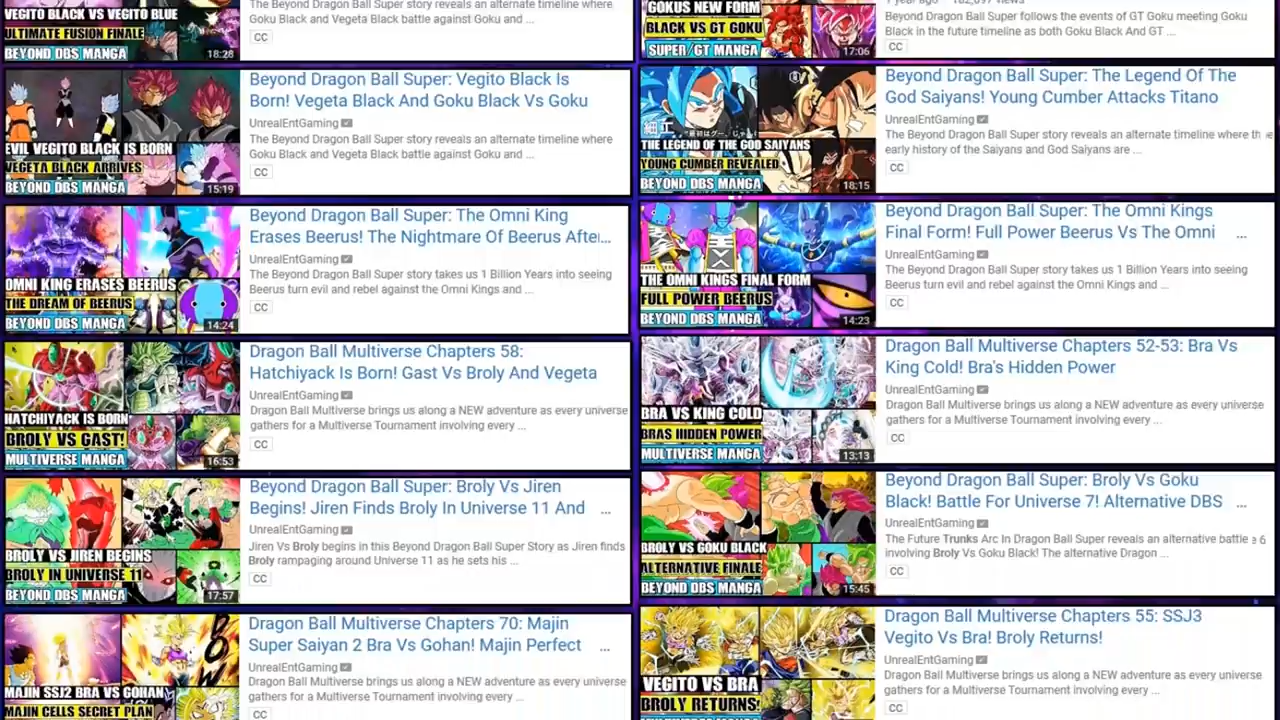 VEGITO BLACK VS VEGITO BLUE
ULTIMATE FUSION FINALE
BEYOND DBS MANGA
18:28
The Beyond Dragon Ball Super story reveals an alternate timeline where
Goku Black and Vegeta Black battle against Goku and ...
CC
EVIL VEGITO BLACK IS BORN
VEGETA BLACK ARRIVES
BEYOND DBS MANGA
15:19
Beyond Dragon Ball Super: Vegito Black Is
Born! Vegeta Black And Goku Black Vs Goku
UnrealEntGaming
The Beyond Dragon Ball Super story reveals an alternate timeline where
Goku Black and Vegeta Black battle against Goku and ...
CC
OMNI KING ERASES BEERUS
THE DREAM OF BEERUS
BEYOND DBS MANGA
14:24
Beyond Dragon Ball Super: The Omni King
Erases Beerus! The Nightmare Of Beerus After...
UnrealEntGaming
The Beyond Dragon Ball Super story takes us 1 Billion Years into seeing
Beerus turn evil and rebel against the Omni Kings and ...
CC
HATCHIYACK IS BORN
BROLY VS GAST!
MULTIVERSE MANGA
16:53
Dragon Ball Multiverse Chapters 58:
Hatchiyack Is Born! Gast Vs Broly And Vegeta
UnrealEntGaming
Dragon Ball Multiverse brings us along a NEW adventure as every universe
gathers for a Multiverse Tournament involving every ...
CC
BROLY VS JIREN BEGINS
BROLY IN UNIVERSE 11
BEYOND DBS MANGA
17:57
Beyond Dragon Ball Super: Broly Vs Jiren
Begins! Jiren Finds Broly In Universe 11 And ...
UnrealEntGaming
Jiren Vs Broly begins in this Beyond Dragon Ball Super Story as Jiren finds
Broly rampaging around Universe 11 as he sets his ...
CC
MAJIN SSJ2 BRA VS GOHAN
MAJIN CELLS SECRET PLAN
Dragon Ball Multiverse Chapters 70: Majin
Super Saiyan 2 Bra Vs Gohan! Majin Perfect ...
UnrealEntGaming
Dragon Ball Multiverse brings us along a NEW adventure as every universe
gathers for a Multiverse Tournament involving every ...
CC
GOKUS NEW FORM
BLACK VS GT GOKU
SUPER/GT MANGA
17:06
Beyond Dragon Ball Super follows the events of GT Goku meeting Goku
Black in the future timeline as both Goku Black And GT ...
CC
THE LEGEND OF THE GOD SAIYANS
YOUNG CUMBER REVEALED
BEYOND DBS MANGA
18:15
Beyond Dragon Ball Super: The Legend Of The
God Saiyans! Young Cumber Attacks Titano
UnrealEntGaming
The Beyond Dragon Ball Super story reveals an alternate timeline where
early history of the Saiyans and God Saiyans are ...
CC
THE OMNI KINGS FINAL FORM
FULL POWER BEERUS
BEYOND DBS MANGA
14:23
Beyond Dragon Ball Super: The Omni Kings
Final Form! Full Power Beerus Vs The Omni ...
UnrealEntGaming
The Beyond Dragon Ball Super story takes us 1 Billion Years into seeing
Beerus turn evil and rebel against the Omni Kings and ...
CC
BRA VS KING COLD
BRAS HIDDEN POWER
MULTIVERSE MANGA
13:13
Dragon Ball Multiverse Chapters 52-53: Bra Vs
King Cold! Bra's Hidden Power
UnrealEntGaming
Dragon Ball Multiverse brings us along a NEW adventure as every universe
gathers for a Multiverse Tournament involving every ...
CC
BROLY VS GOKU BLACK
ALTERNATIVE FINALE
BEYOND DBS MANGA
15:45
Beyond Dragon Ball Super: Broly Vs Goku
Black! Battle For Universe 7! Alternative DBS ...
UnrealEntGaming
The Future Trunks Arc In Dragon Ball Super reveals an alternative battle
involving Broly Vs Goku Black! The alternative Dragon ...
CC
VEGITO VS BRA
BROLY RETURNS!
Dragon Ball Multiverse Chapters 55: SSJ3
Vegito Vs Bra! Broly Returns!
UnrealEntGaming
Dragon Ball Multiverse brings us along a NEW adventure as every universe
gathers for a Multiverse Tournament involving every ...
CC